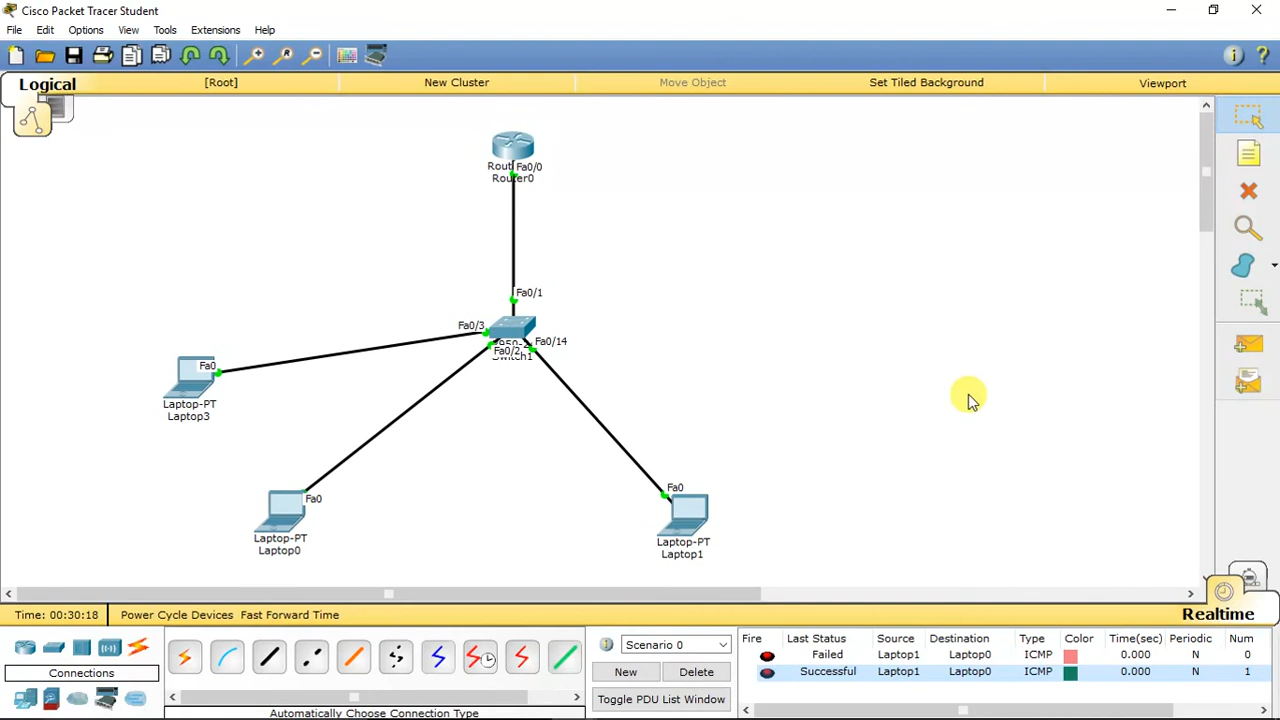 Cisco Packet Tracer Student
File Edit Options View Tools Extensions Help
Logical [Root] New Cluster Move Object Set Tiled Background Viewport
Fa0/0
Router0
Fa0/1
Fa0/3
Fa0/14
Fa0/2
Switch1
Fa0
Laptop-PT
Laptop3
Fa0
Laptop-PT
Laptop0
Fa0
Laptop-PT
Laptop1
Time: 00:30:18 Power Cycle Devices Fast Forward Time Realtime
Connections
Automatically Choose Connection Type
Scenario 0
New Delete
Toggle PDU List Window
Fire Last Status Source Destination Type Color Time(sec) Periodic Num
Failed Laptop1 Laptop0 ICMP 0.000 N 0
Successful Laptop1 Laptop0 ICMP 0.000 N 1